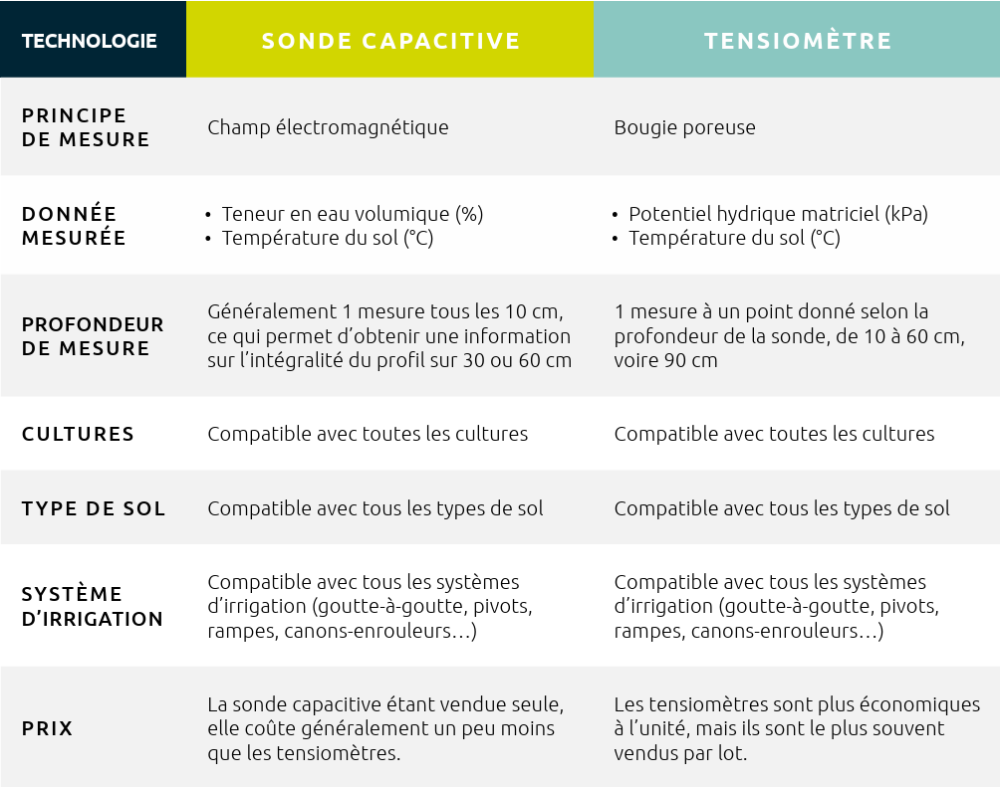 TECHNOLOGIE
SONDE CAPACITIVE
TENSIOMÈTRE
PRINCIPE
DE MESURE
Champ électromagnétique
Bougie poreuse
DONNÉE
MESURÉE
• Teneur en eau volumique (%)
• Température du sol (°C)
• Potentiel hydrique matriciel (kPa)
• Température du sol (°C)
PROFONDEUR
DE MESURE
Généralement 1 mesure tous les 10 cm,
ce qui permet d’obtenir une information
sur l’intégralité du profil sur 30 ou 60 cm
1 mesure à un point donné selon la
profondeur de la sonde, de 10 à 60 cm,
voire 90 cm
CULTURES
Compatible avec toutes les cultures
Compatible avec toutes les cultures
TYPE DE SOL
Compatible avec tous les types de sol
Compatible avec tous les types de sol
SYSTÈME
D’IRRIGATION
Compatible avec tous les systèmes
d’irrigation (goutte-à-goutte, pivots,
rampes, canons-enrouleurs…)
Compatible avec tous les systèmes
d’irrigation (goutte-à-goutte, pivots,
rampes, canons-enrouleurs…)
PRIX
La sonde capacitive étant vendue seule,
elle coûte généralement un peu moins
que les tensiomètres.
Les tensiomètres sont plus économiques
à l’unité, mais ils sont le plus souvent
vendus par lot.